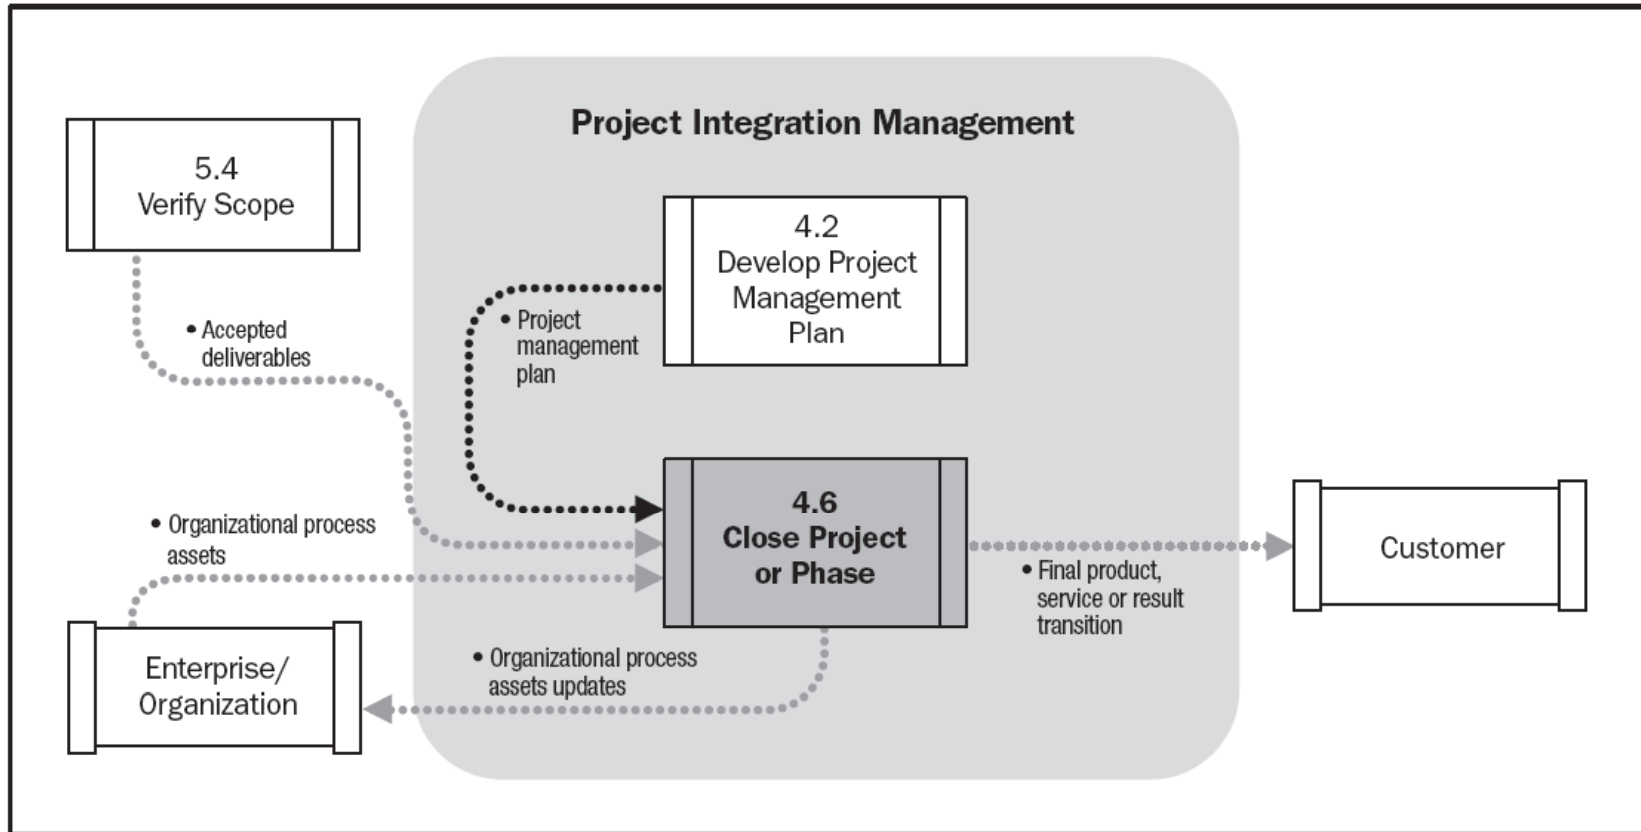 Project Integration Management
5.4
Verify Scope
4.2
Develop Project
Management
Plan
• Accepted
deliverables
• Project
management
plan
4.6
Close Project
or Phase
• Organizational process
assets
Customer
• Final product,
service or result
transition
Enterprise/
Organization
• Organizational process
assets updates